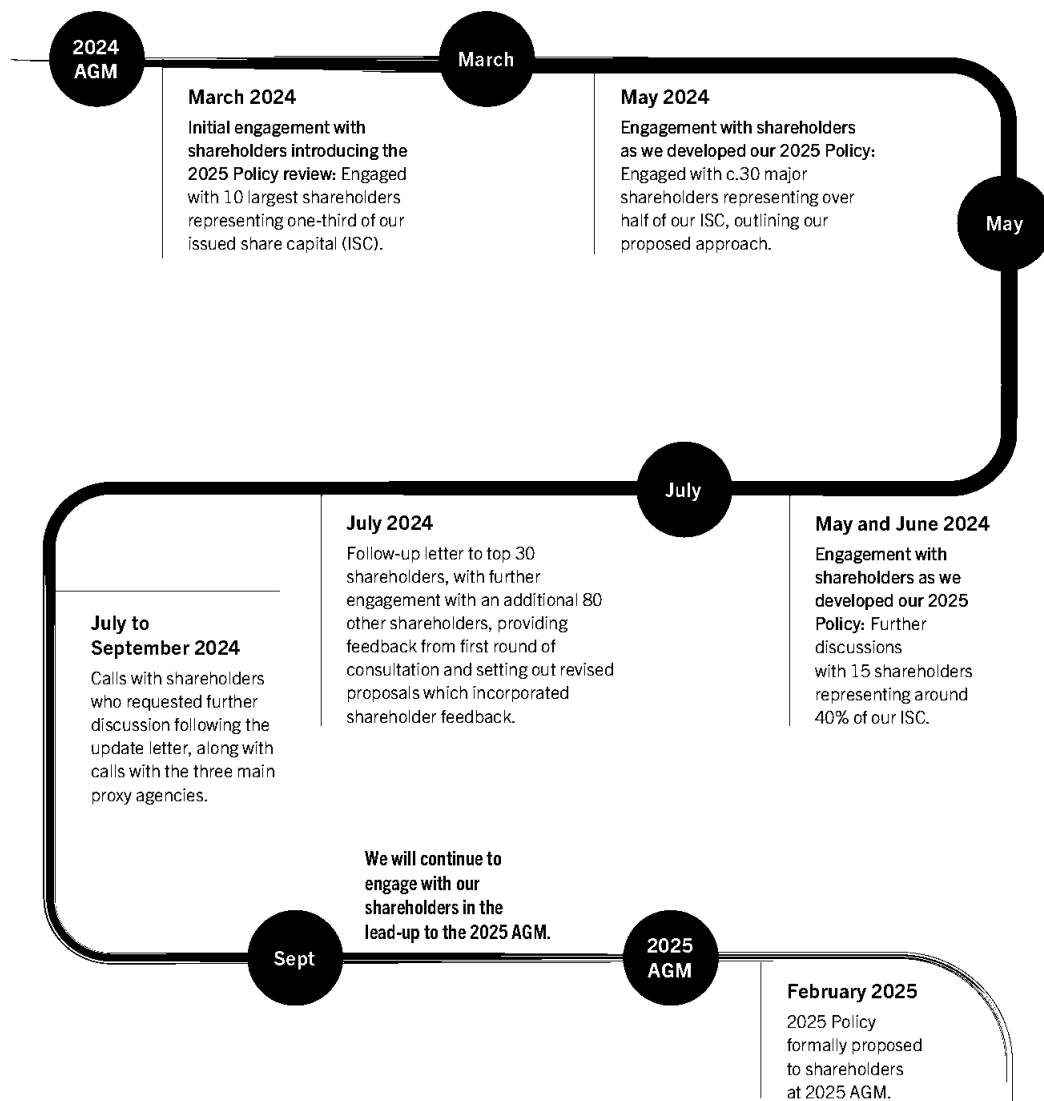 2024
AGM
March
March 2024
Initial engagement with
shareholders introducing the
2025 Policy review: Engaged
with 10 largest shareholders
representing one-third of our
issued share capital (ISC).
May 2024
Engagement with shareholders
as we developed our 2025 Policy:
Engaged with c.30 major
shareholders representing over
half of our ISC, outlining our
proposed approach.
May
May and June 2024
Engagement with
shareholders as we
developed our 2025
Policy: Further
discussions
with 15 shareholders
representing around
40% of our ISC.
July
July 2024
Follow-up letter to top 30
shareholders, with further
engagement with an additional 80
other shareholders, providing
feedback from first round of
consultation and setting out revised
proposals which incorporated
shareholder feedback.
July to
September 2024
Calls with shareholders
who requested further
discussion following the
update letter, along with
calls with the three main
proxy agencies.
Sept
We will continue to
engage with our
shareholders in the
lead-up to the 2025 AGM.
2025
AGM
February 2025
2025 Policy
formally proposed
to shareholders
at 2025 AGM.